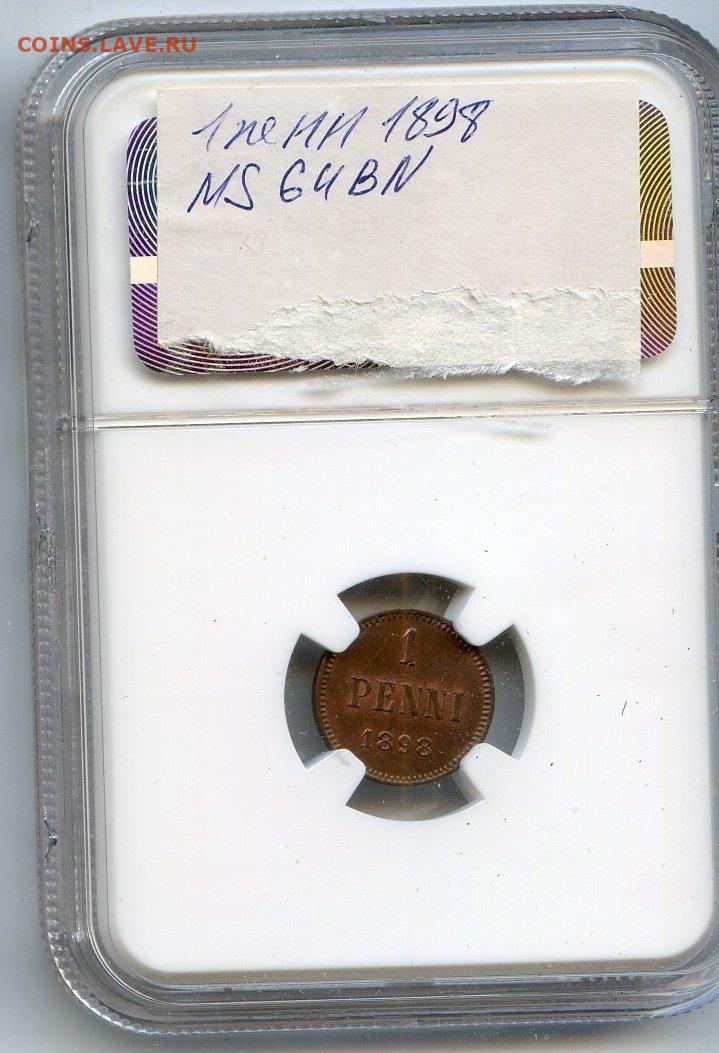 COINS.LAVE.RU
1 пенни 1898
MS 64 BN
1
PENNI
1898